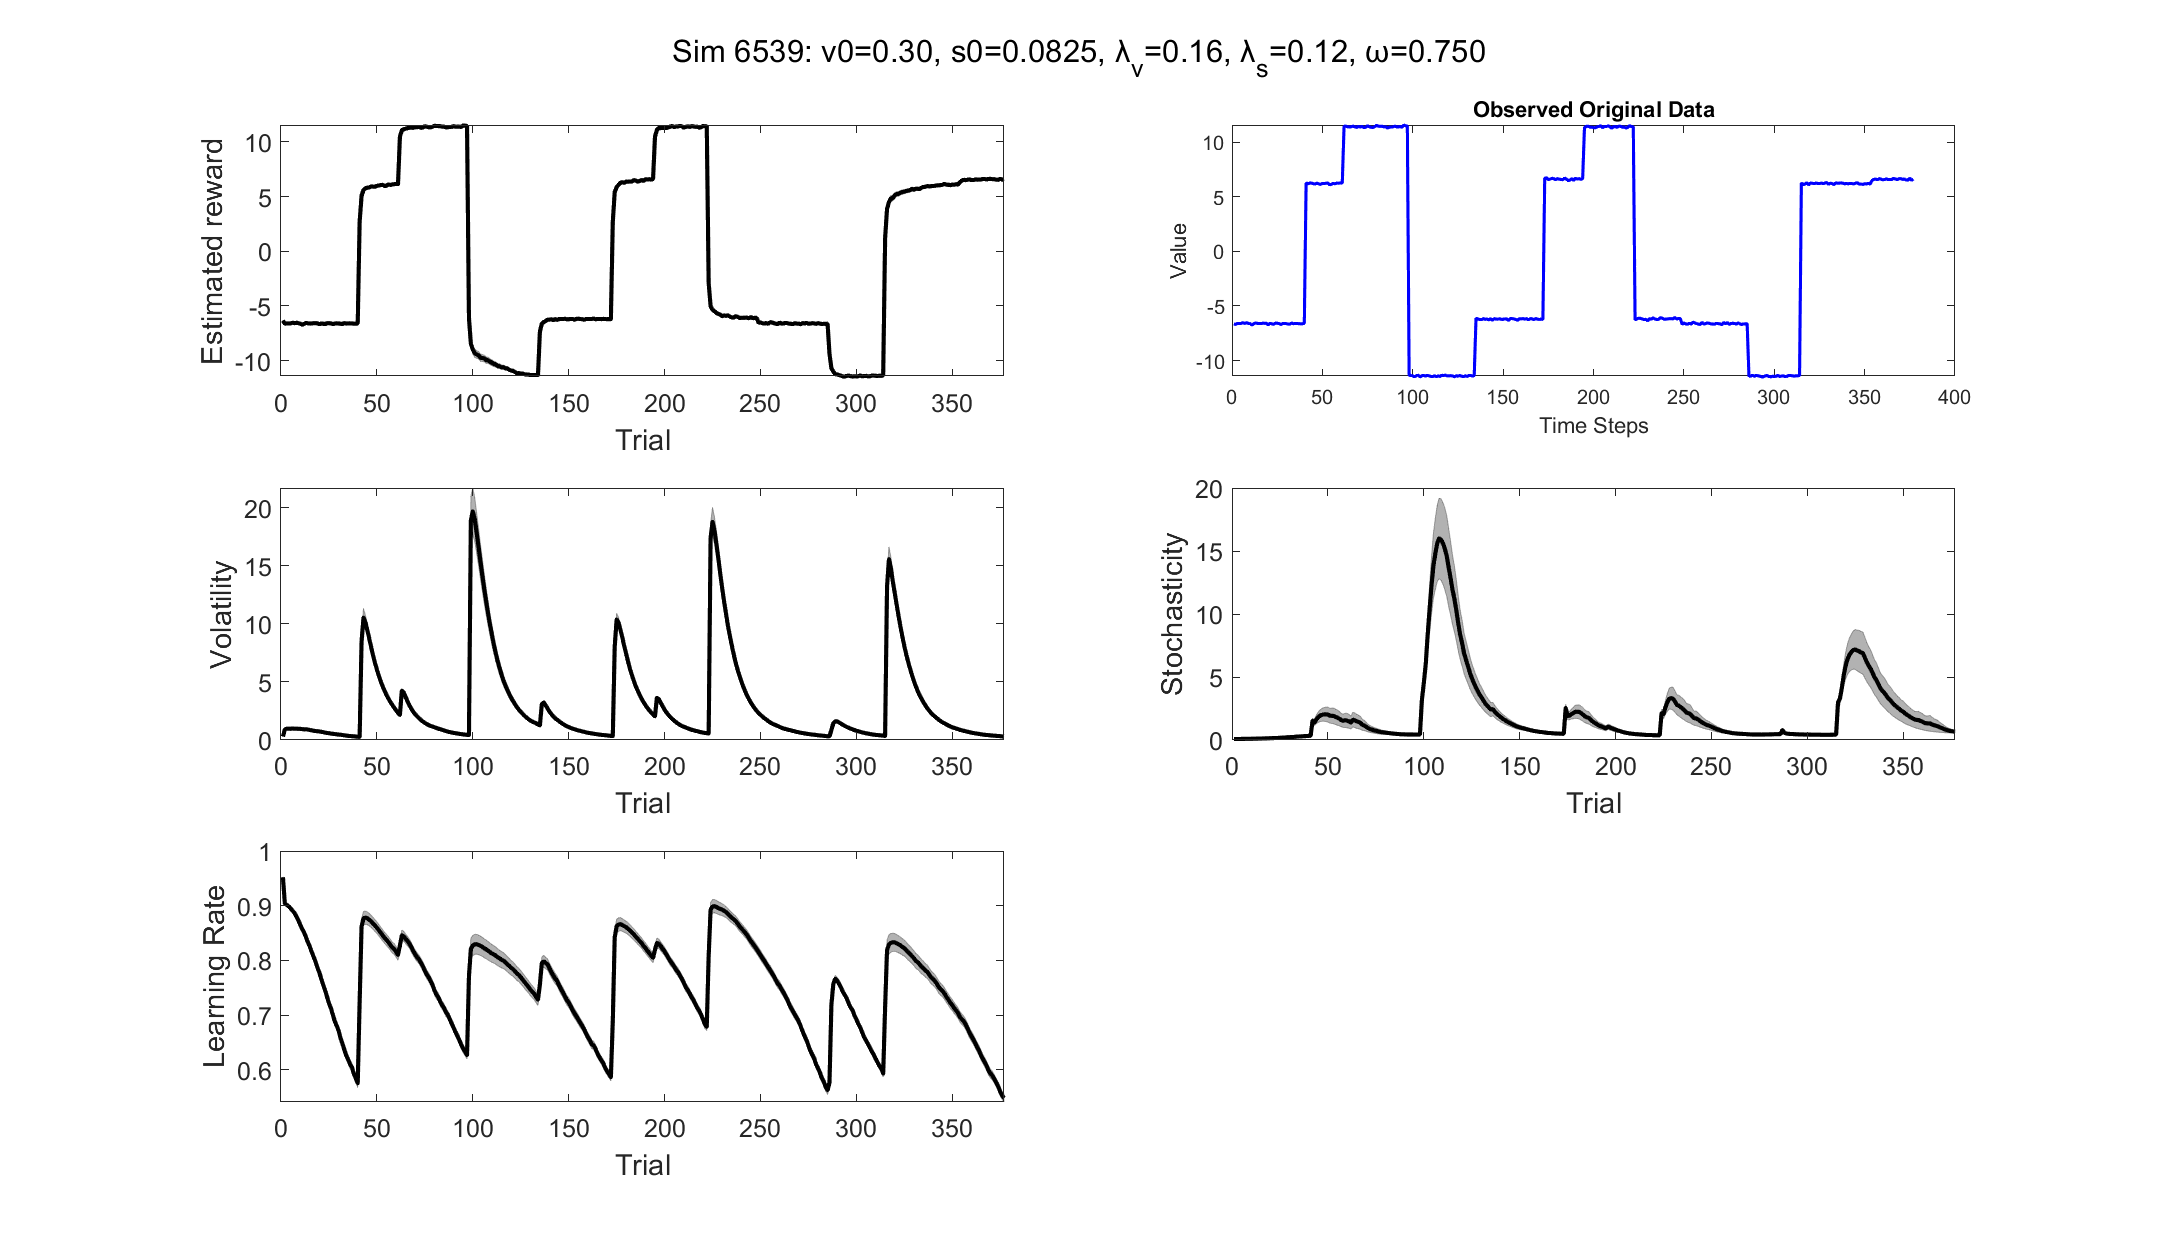 Sim 6539: v0=0.30, s0=0.0825, λ_v=0.16, λ_s=0.12, ω=0.750
Estimated reward
10
5
0
-5
-10
0 50 100 150 200 250 300 350
Trial
Observed Original Data
Value
10
5
0
-5
-10
0 50 100 150 200 250 300 350 400
Time Steps
Volatility
20
15
10
5
0
0 50 100 150 200 250 300 350
Trial
Stochasticity
20
15
10
5
0
0 50 100 150 200 250 300 350
Trial
Learning Rate
1
0.9
0.8
0.7
0.6
0 50 100 150 200 250 300 350
Trial